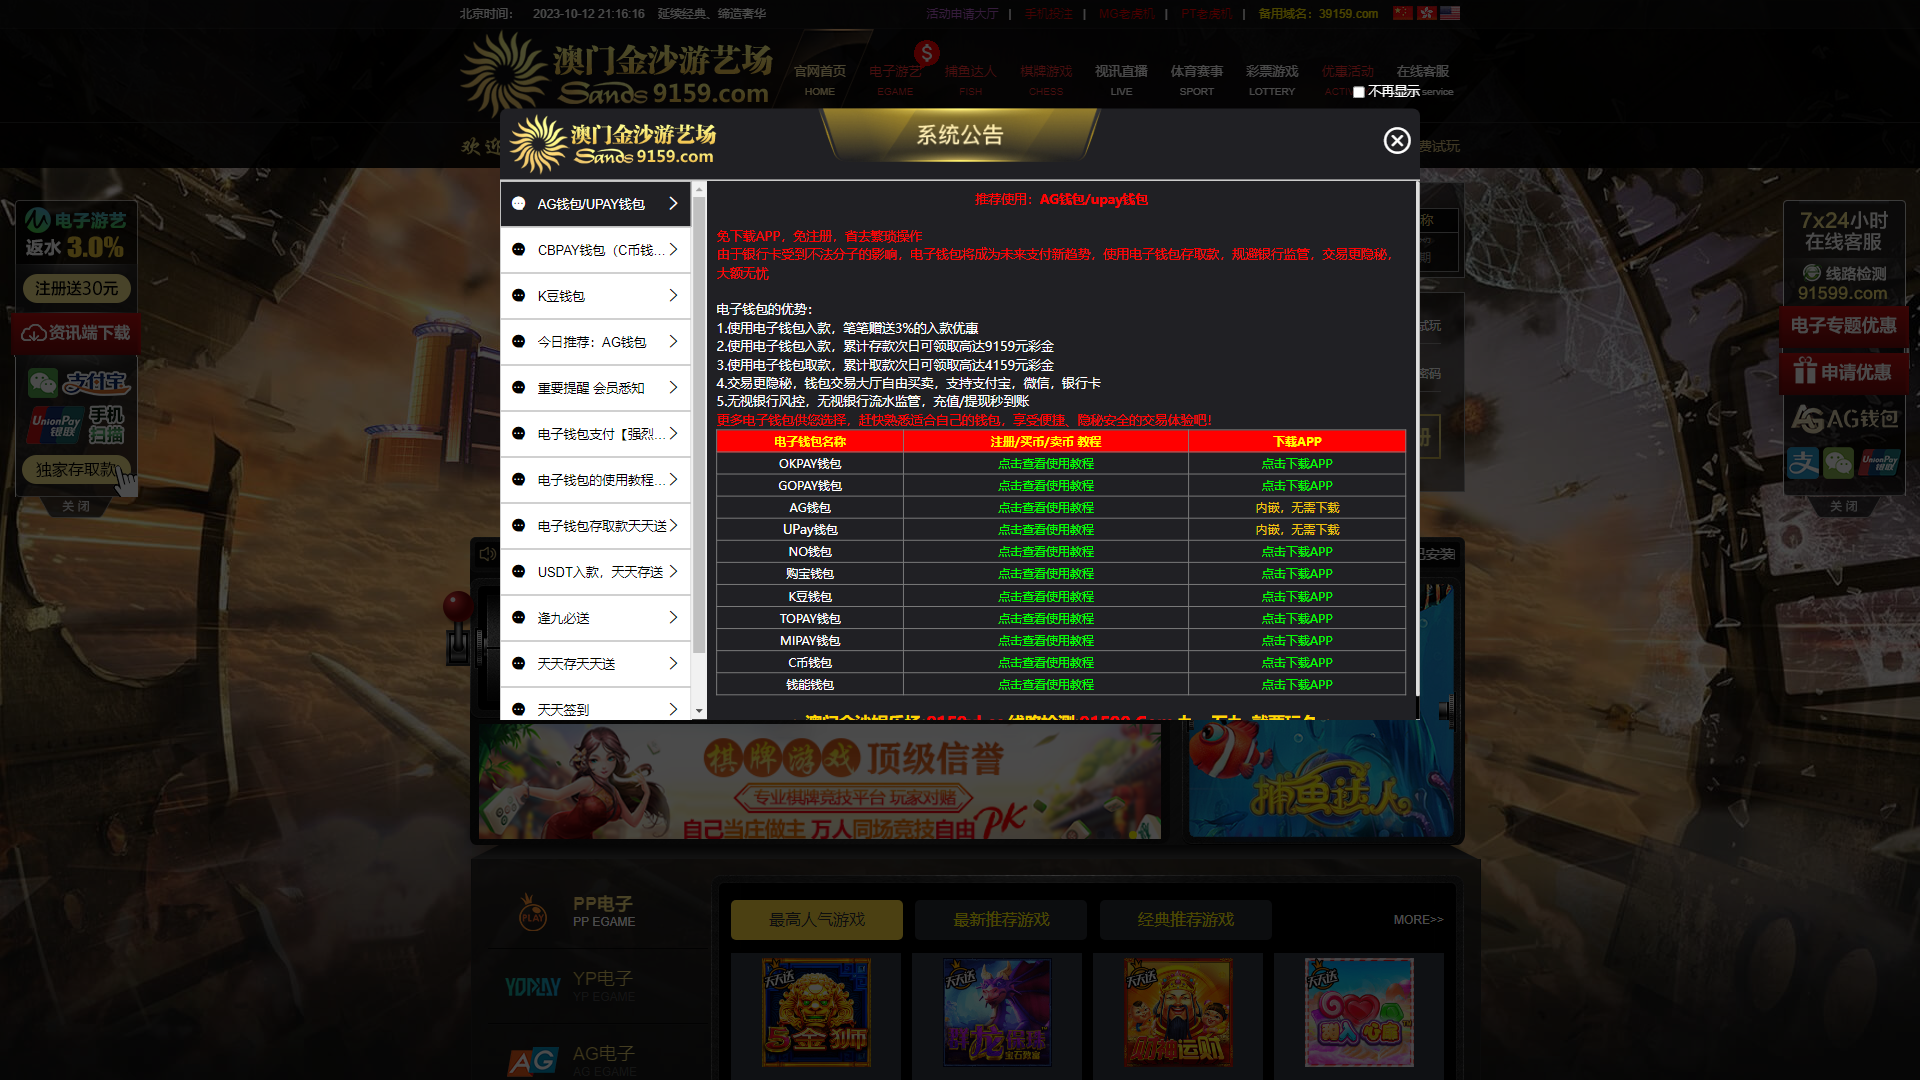 北京时间： 2023-10-12 21:16:16 延续经典、缔造奢华
活动申请大厅 | 手机投注 | MG老虎机 | PT老虎机 | 备用域名：39159.com
澳门金沙游艺场
Sands 9159.com
官网首页 电子游艺 捕鱼达人 棋牌游戏 视讯直播 体育赛事 彩票游戏 优惠活动 在线客服
HOME EGAME FISH CHESS LIVE SPORT LOTTERY service
不再显示
欢迎
费试玩
澳门金沙游艺场
Sands 9159.com
系统公告
AG钱包/UPAY钱包
CBPAY钱包（C币钱...
K豆钱包
今日推荐：AG钱包
重要提醒 会员悉知
电子钱包支付【强烈...
电子钱包的使用教程...
电子钱包存取款天天送
USDT入款，天天存送
逢九必送
天天存天天送
天天签到
推荐使用：AG钱包/upay钱包
免下载APP，免注册，省去繁琐操作
由于银行卡受到不法分子的影响，电子钱包将成为未来支付新趋势，使用电子钱包存取款，规避银行监管，交易更隐秘，
大额无忧
电子钱包的优势：
1.使用电子钱包入款，笔笔赠送3%的入款优惠
2.使用电子钱包入款，累计存款次日可领取高达9159元彩金
3.使用电子钱包取款，累计取款次日可领取高达4159元彩金
4.交易更隐秘，钱包交易大厅自由买卖，支持支付宝，微信，银行卡
5.无视银行风控，无视银行流水监管，充值/提现秒到账
更多电子钱包供您选择，赶快熟悉适合自己的钱包，享受便捷、隐秘安全的交易体验吧！
电子钱包名称 注册/买币/卖币 教程 下载APP
OKPAY钱包 点击查看使用教程 点击下载APP
GOPAY钱包 点击查看使用教程 点击下载APP
AG钱包 点击查看使用教程 内嵌，无需下载
UPay钱包 点击查看使用教程 内嵌，无需下载
NO钱包 点击查看使用教程 点击下载APP
购宝钱包 点击查看使用教程 点击下载APP
K豆钱包 点击查看使用教程 点击下载APP
TOPAY钱包 点击查看使用教程 点击下载APP
MIPAY钱包 点击查看使用教程 点击下载APP
C币钱包 点击查看使用教程 点击下载APP
钱能钱包 点击查看使用教程 点击下载APP
电子游艺
返水 3.0%
注册送30元
资讯端下载
支付宝
UnionPay 银联 手机扫描
独家存取款
关 闭
7x24小时
在线客服
线路检测
91599.com
电子专题优惠
申请优惠
AG钱包
支 UnionPay
关 闭
试玩
密码
棋牌游戏 顶级信誉
专业棋牌竞技平台 玩家对赌
自己当庄做主 万人同场竞技自由PK
捕鱼达人
PP电子
PP EGAME
YP电子
YP EGAME
AG AG电子
AG EGAME
最高人气游戏 最新推荐游戏 经典推荐游戏 MORE>>
天天送 天天送 天天送 天天送
5金狮
财神运财